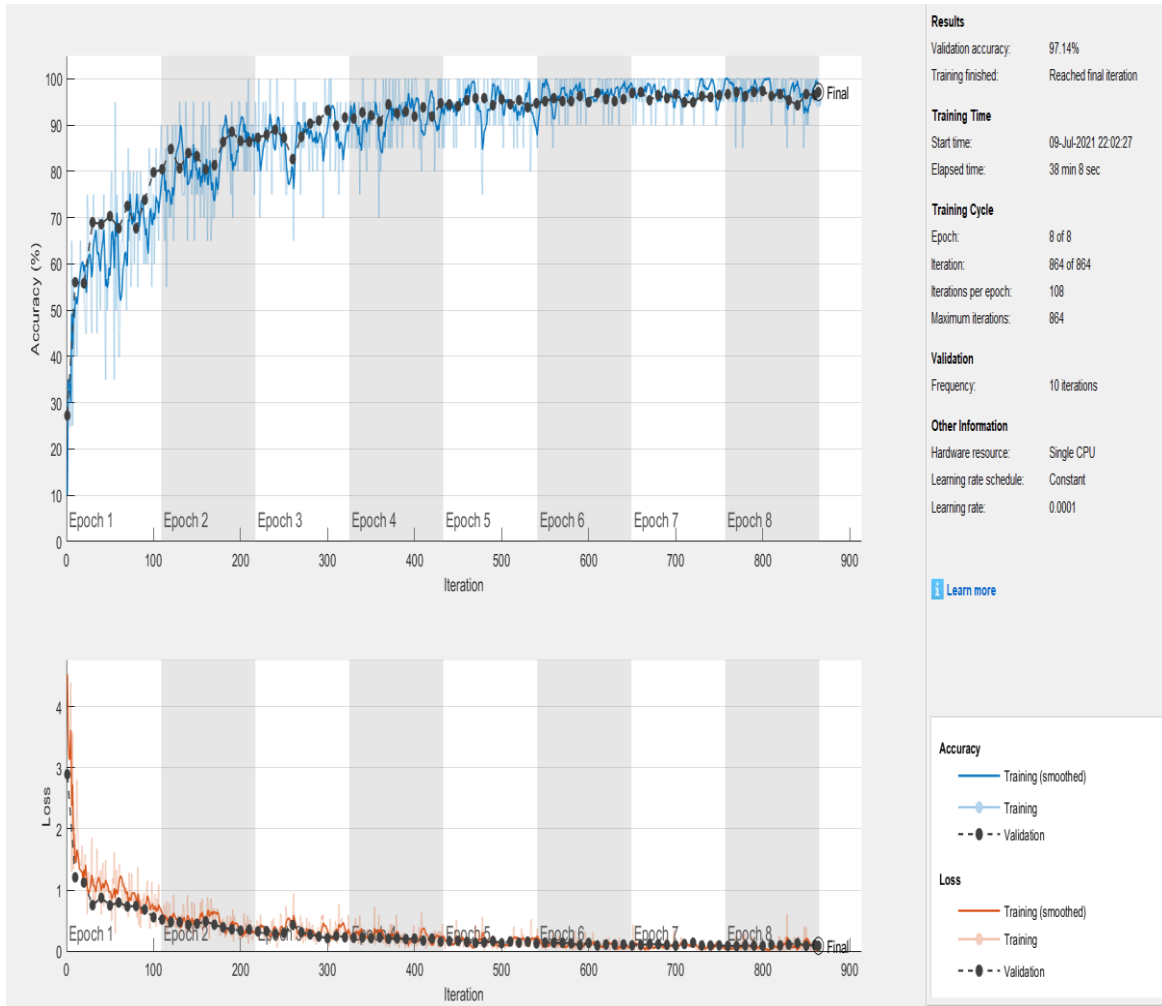 100
90
80
70
60
50
40
30
20
10
0
Accuracy (%)
Final
Epoch 1 Epoch 2 Epoch 3 Epoch 4 Epoch 5 Epoch 6 Epoch 7 Epoch 8
0 100 200 300 400 500 600 700 800 900
Iteration
4
3
2
1
0
Loss
Epoch 1 Epoch 2 Epoch 3 Epoch 4 Epoch 5 Epoch 6 Epoch 7 Epoch 8
Final
0 100 200 300 400 500 600 700 800 900
Iteration
Results
Validation accuracy: 97.14%
Training finished: Reached final iteration
Training Time
Start time: 09-Jul-2021 22:02:27
Elapsed time: 38 min 8 sec
Training Cycle
Epoch: 8 of 8
Iteration: 864 of 864
Iterations per epoch: 108
Maximum iterations: 864
Validation
Frequency: 10 iterations
Other Information
Hardware resource: Single CPU
Learning rate schedule: Constant
Learning rate: 0.0001
i Learn more
Accuracy
Training (smoothed)
Training
Validation
Loss
Training (smoothed)
Training
Validation